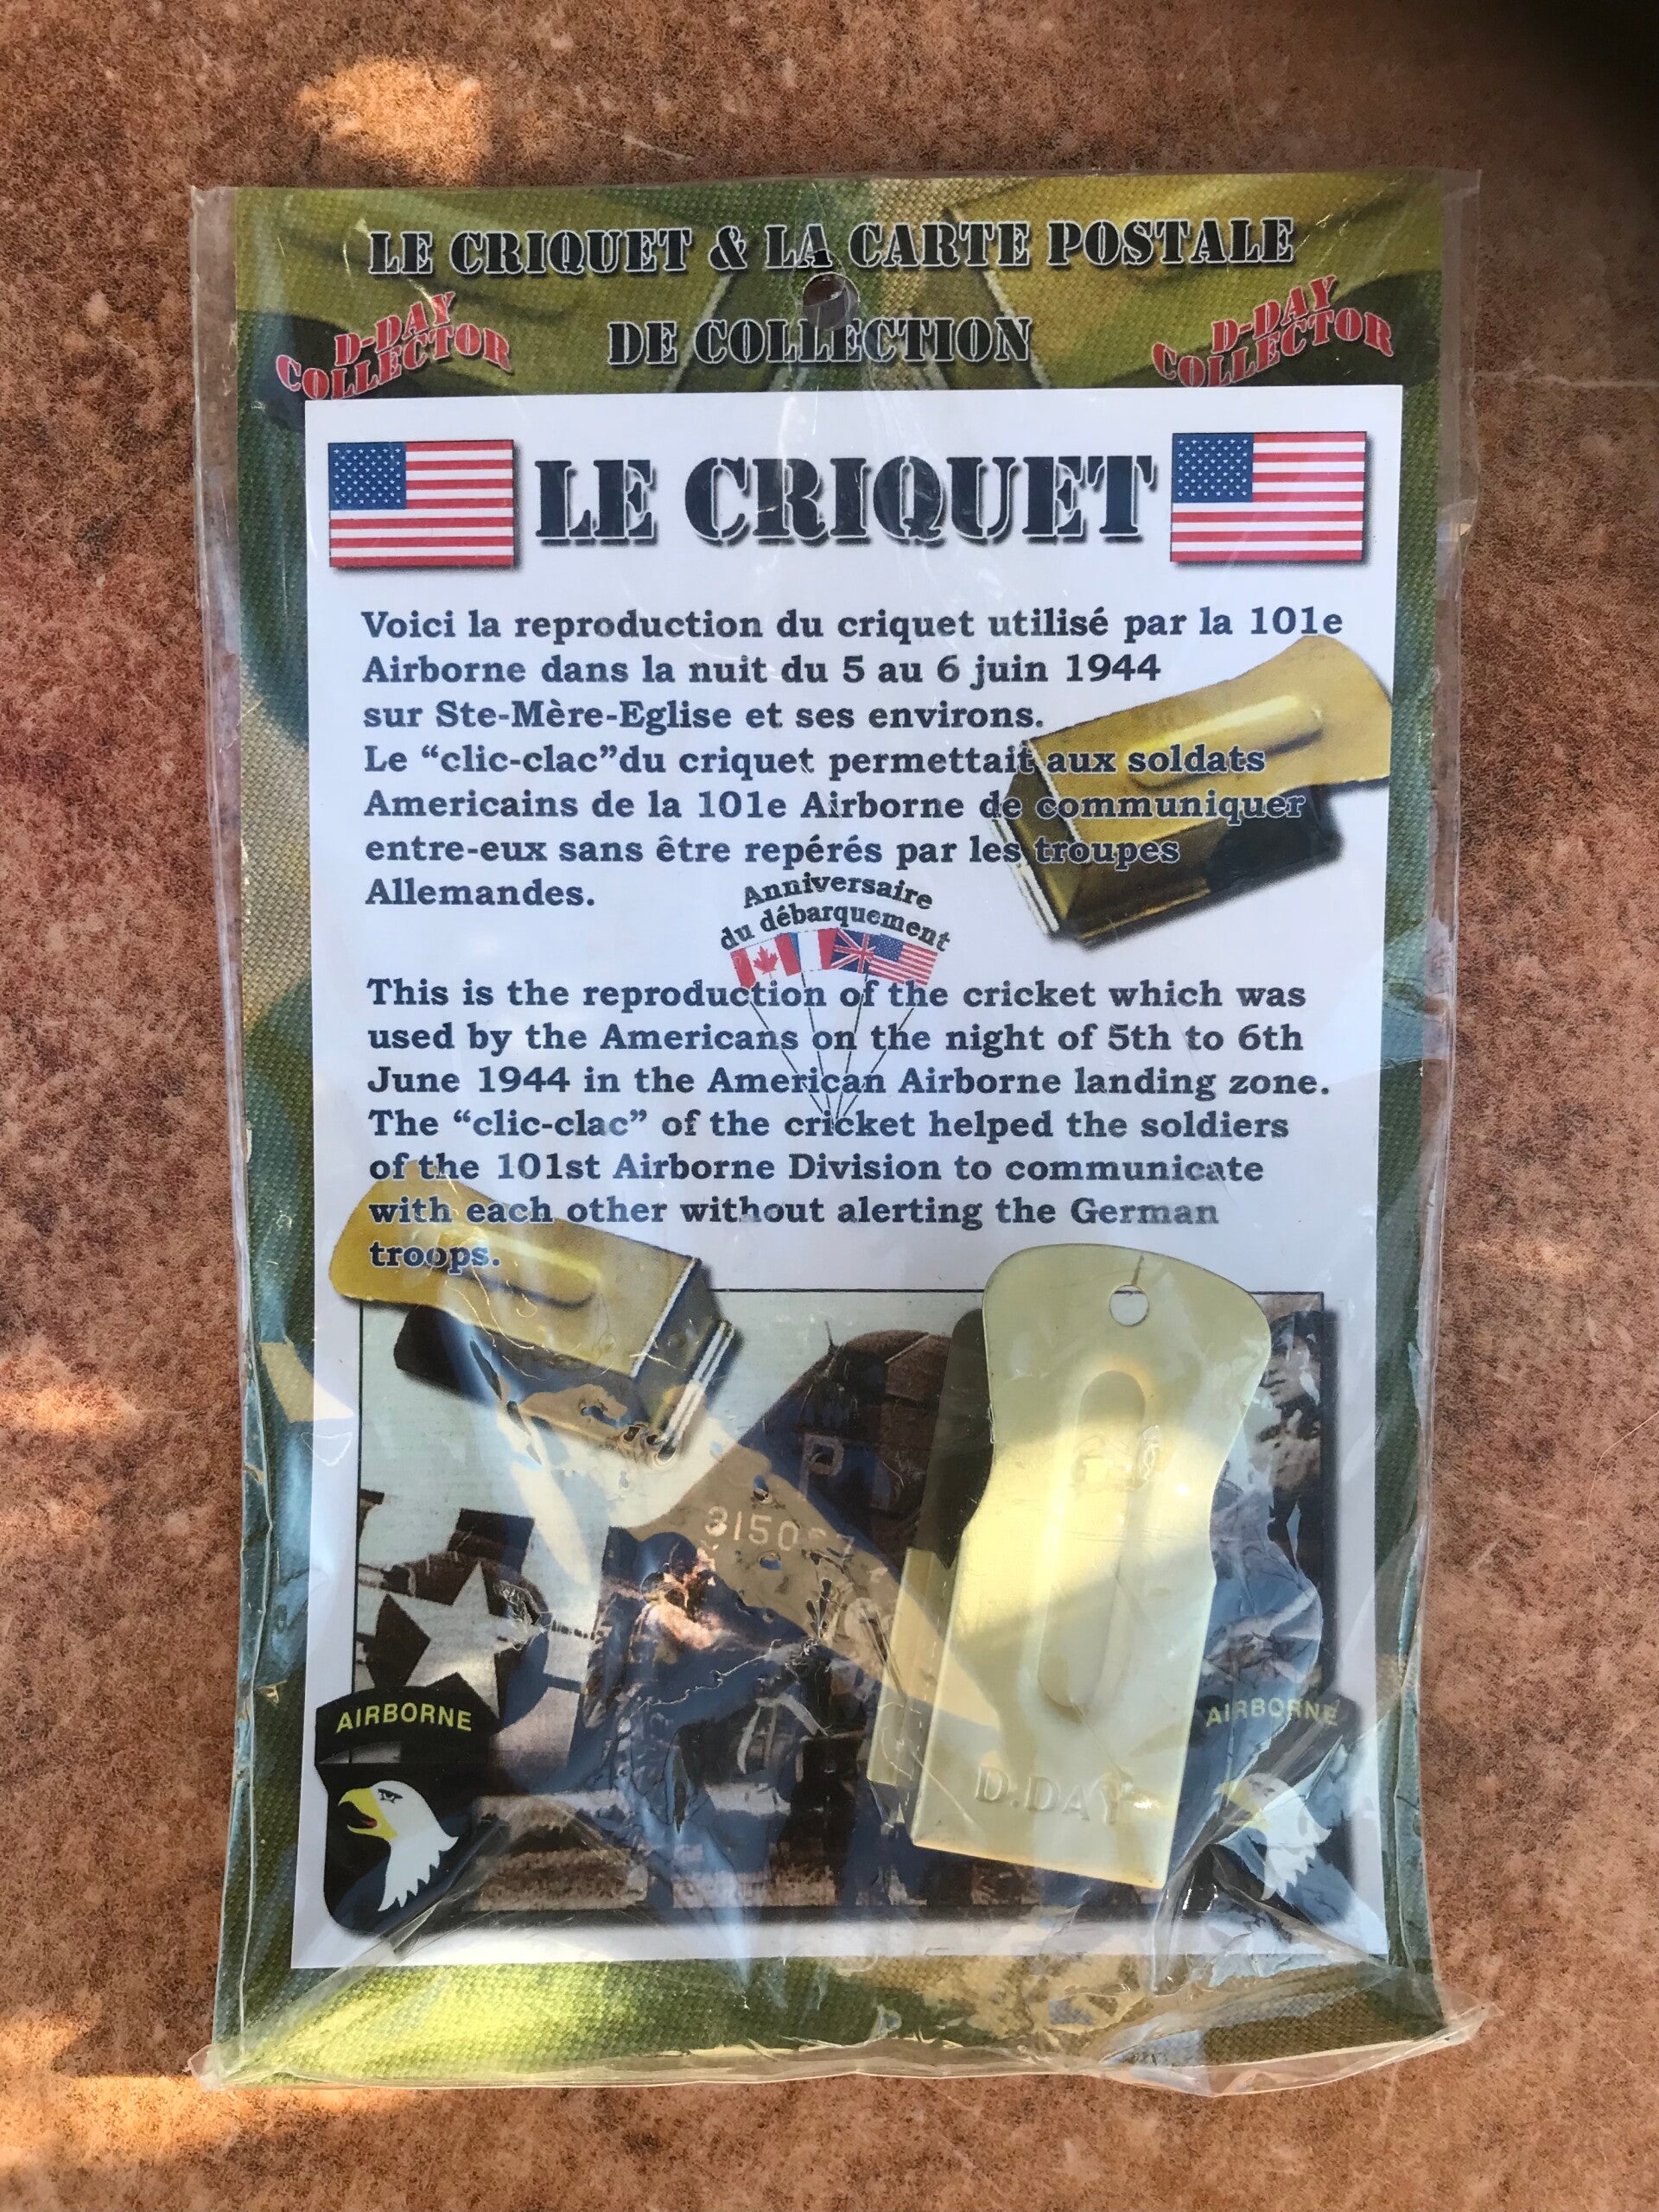 LE CRIQUET & LA CARTE POSTALE
DE COLLECTION
D-DAY
COLLECTOR
D-DAY
COLLECTOR
LE CRIQUET
Voici la reproduction du criquet utilisé par la 101e
Airborne dans la nuit du 5 au 6 juin 1944
sur Ste-Mère-Eglise et ses environs.
Le “clic-clac”du criquet permettait aux soldats
Americains de la 101e Airborne de communiquer
entre-eux sans être repérés par les troupes
Allemandes.
Anniversaire
du débarquement
This is the reproduction of the cricket which was
used by the Americans on the night of 5th to 6th
June 1944 in the American Airborne landing zone.
The “clic-clac” of the cricket helped the soldiers
of the 101st Airborne Division to communicate
with each other without alerting the German
troops.
P
D.DAY
AIRBORNE
AIRBORNE